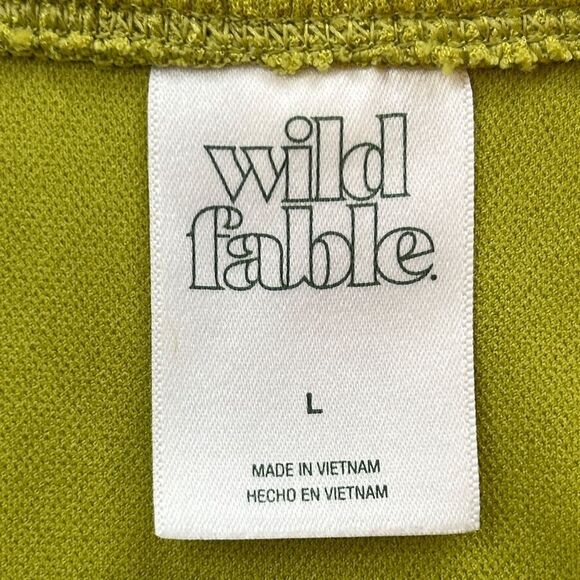 wild
fable.
L
MADE IN VIETNAM
HECHO EN VIETNAM